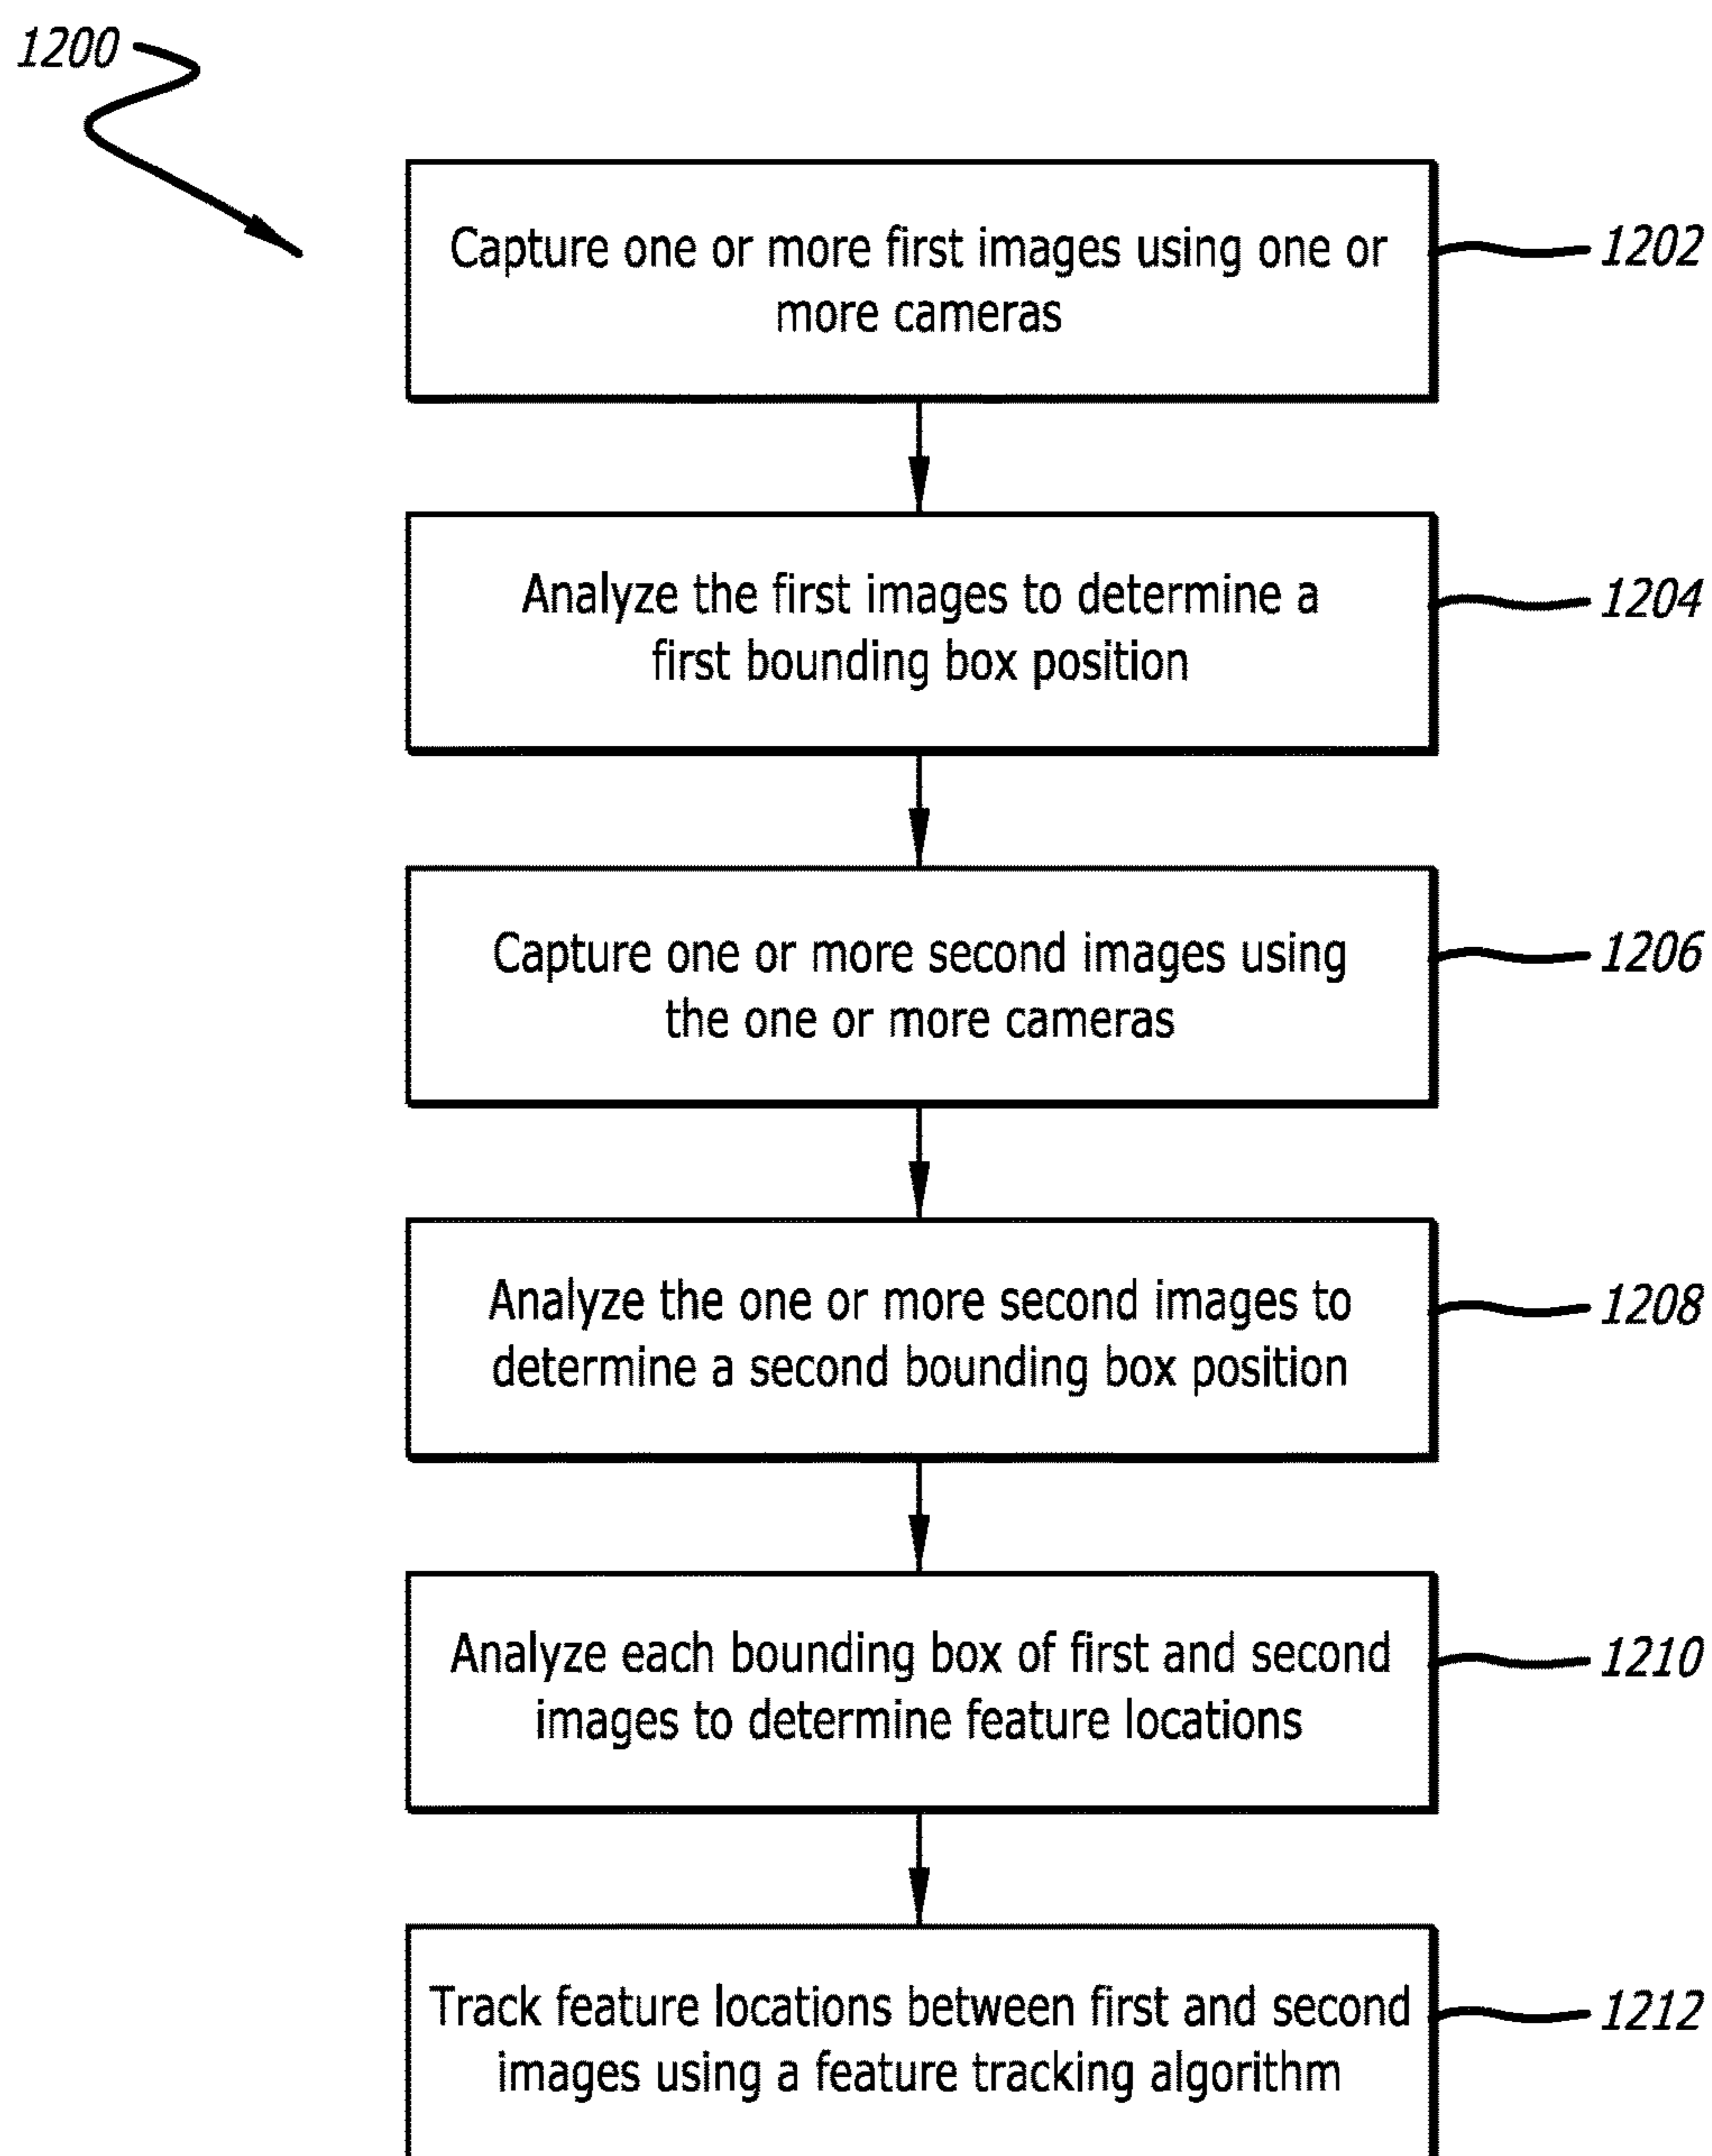 1200
Capture one or more first images using one or
more cameras
1202
Analyze the first images to determine a
first bounding box position
1204
Capture one or more second images using
the one or more cameras
1206
Analyze the one or more second images to
determine a second bounding box position
1208
Analyze each bounding box of first and second
images to determine feature locations
1210
Track feature locations between first and second
images using a feature tracking algorithm
1212